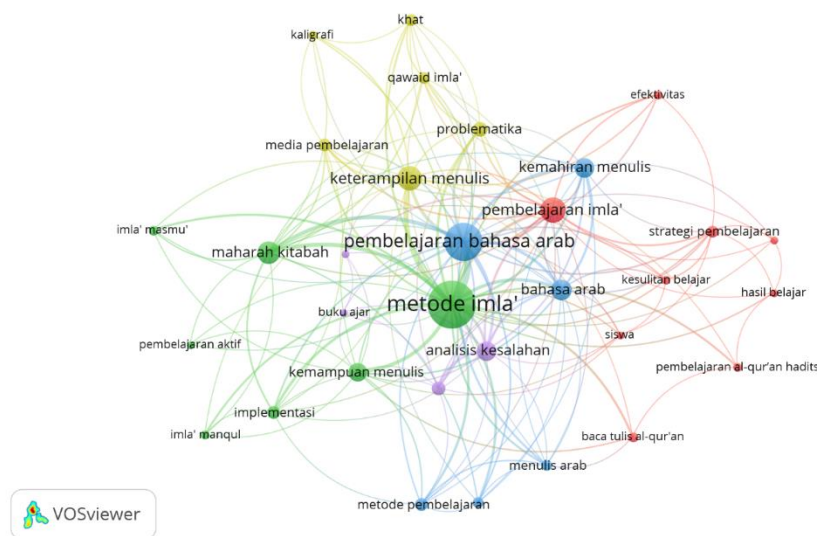 khat
kaligrafi
qawaid imla'
efektivitas
problematika
media pembelajaran
kemahiran menulis
keterampilan menulis
pembelajaran imla'
imla' masmu'
strategi pembelajaran
pembelajaran bahasa arab
maharah kitabah
kesulitan belajar
bahasa arab
hasil belajar
metode imla'
buku ajar
siswa
pembelajaran aktif
analisis kesalahan
pembelajaran al-qur'an hadits
kemampuan menulis
implementasi
imla' manqul
baca tulis al-qur'an
menulis arab
metode pembelajaran
VOSviewer